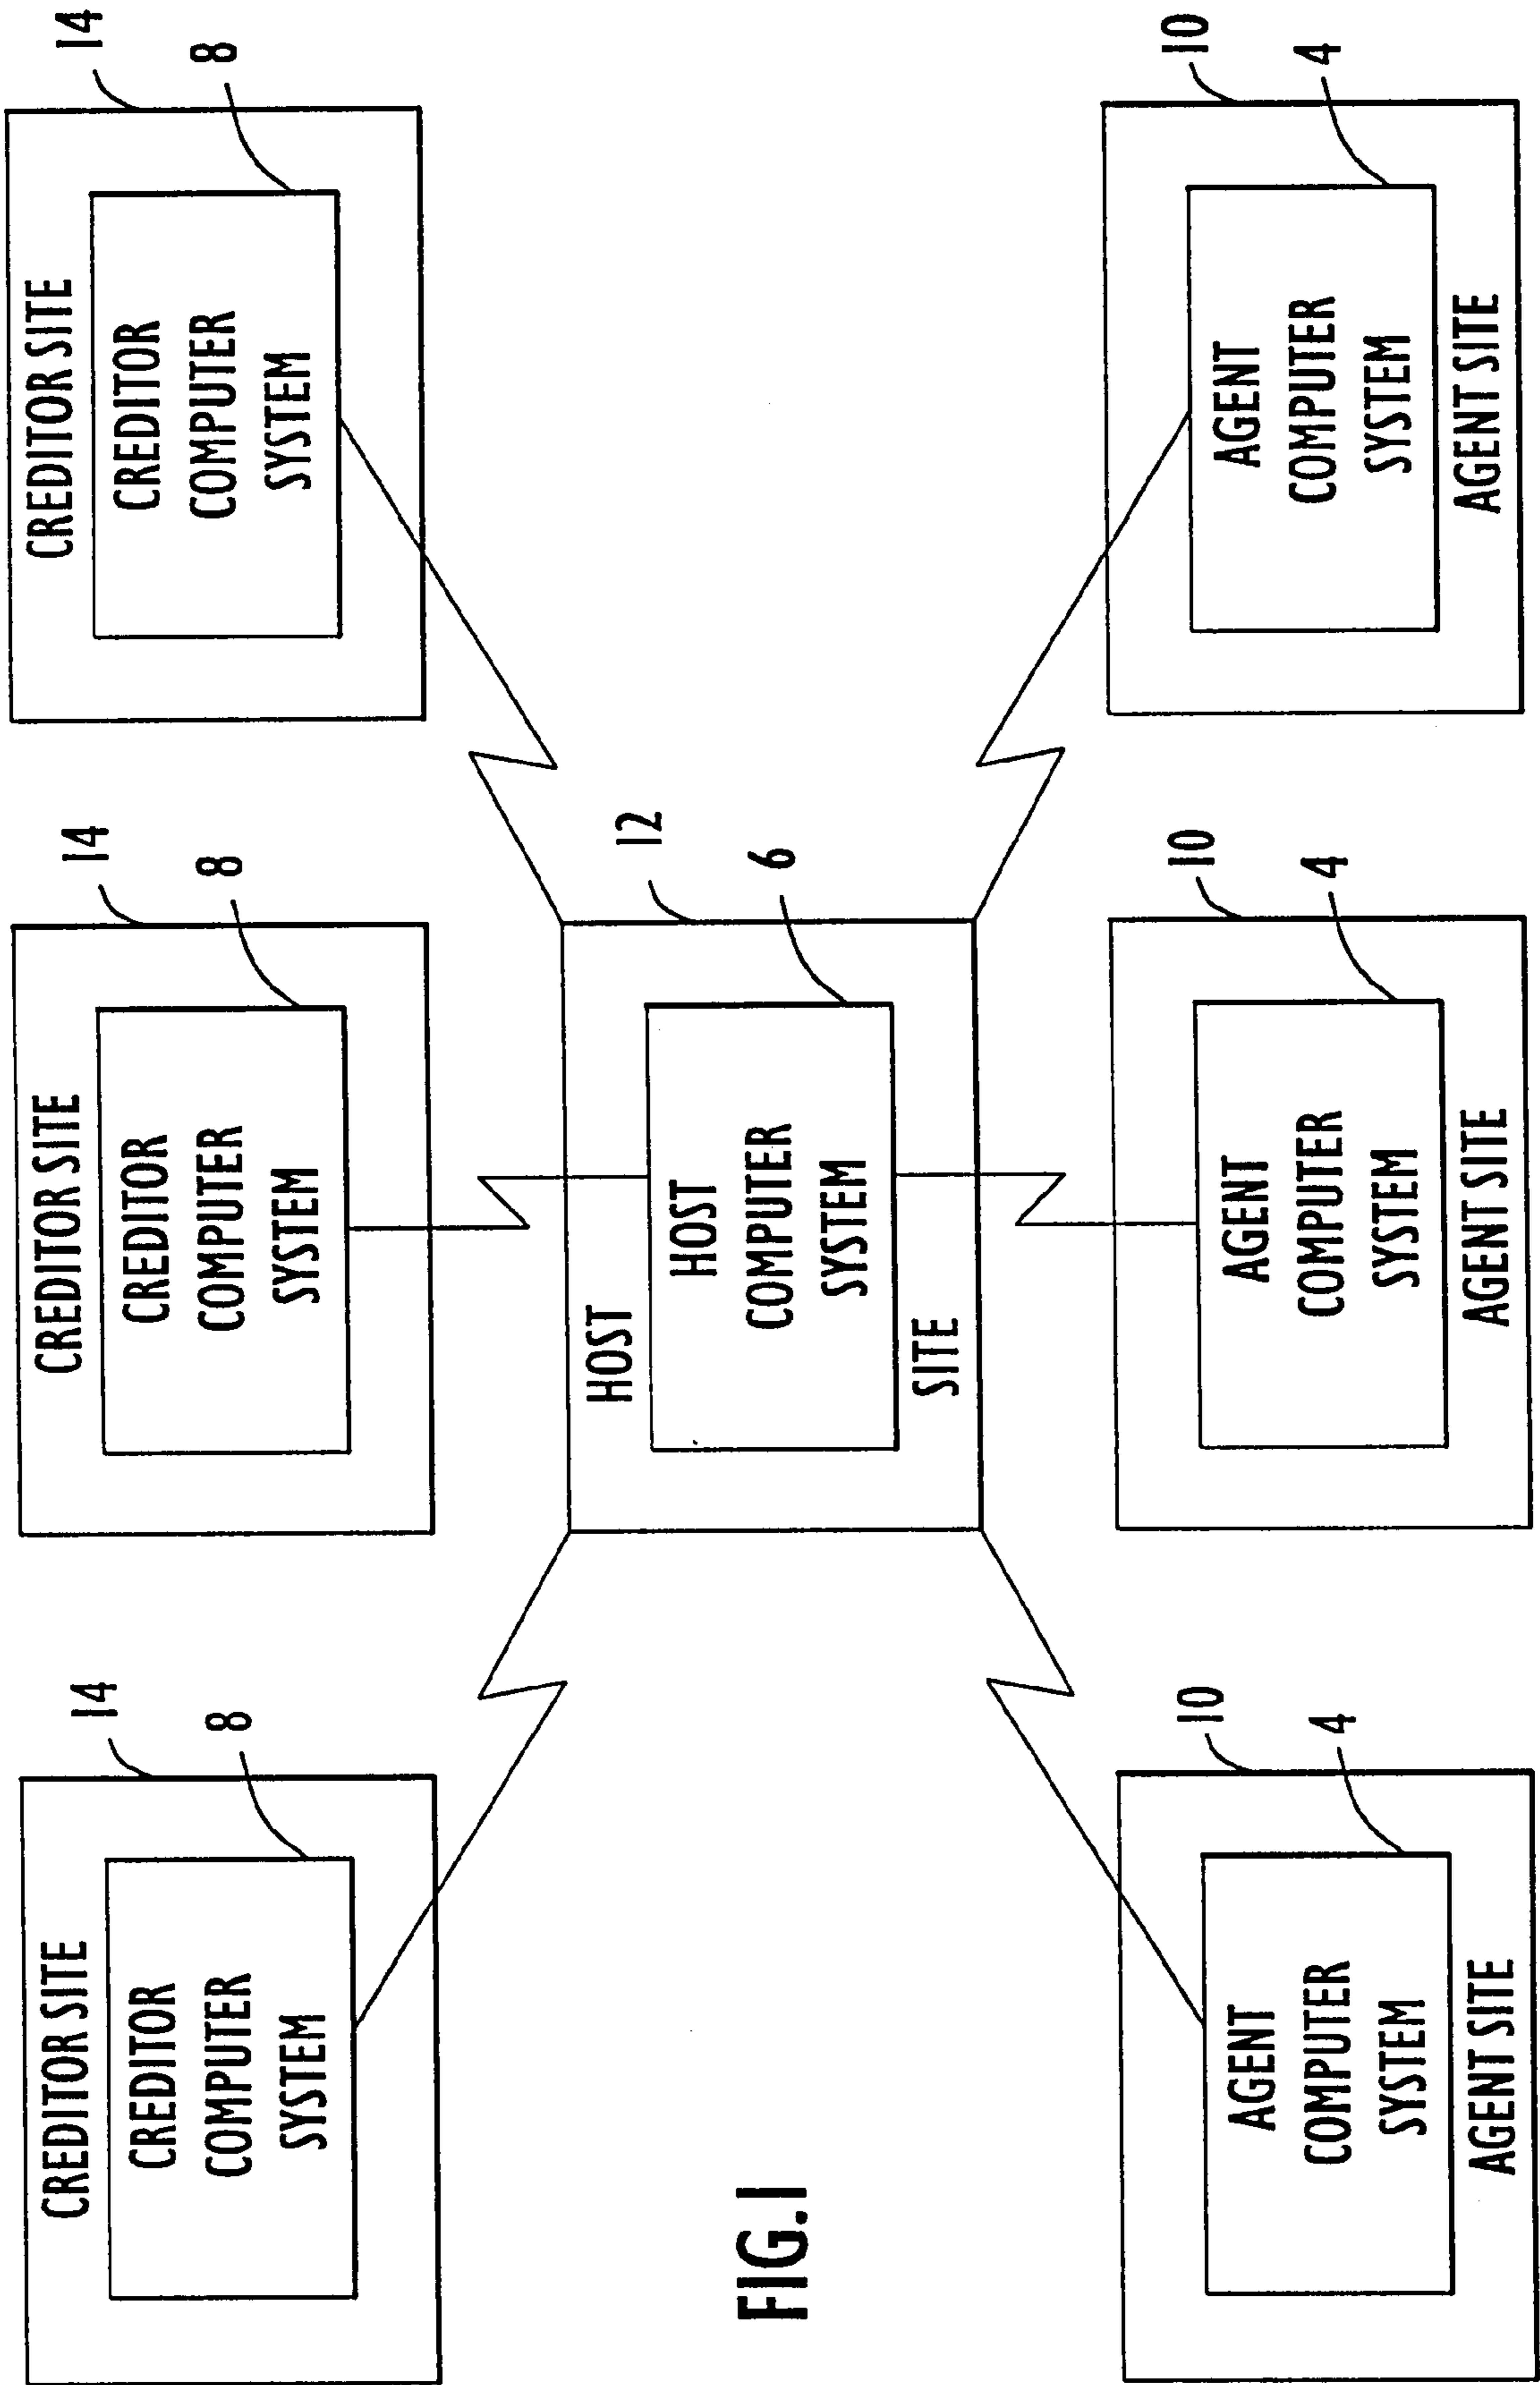 CREDITOR SITE
14
CREDITOR
COMPUTER
SYSTEM
8
CREDITOR SITE
14
CREDITOR
COMPUTER
SYSTEM
8
CREDITOR SITE
14
CREDITOR
COMPUTER
SYSTEM
8
HOST
12
HOST
COMPUTER
SYSTEM
6
SITE
FIG.1
10
AGENT
COMPUTER
SYSTEM
4
AGENT SITE
10
AGENT
COMPUTER
SYSTEM
4
AGENT SITE
10
AGENT
COMPUTER
SYSTEM
4
AGENT SITE